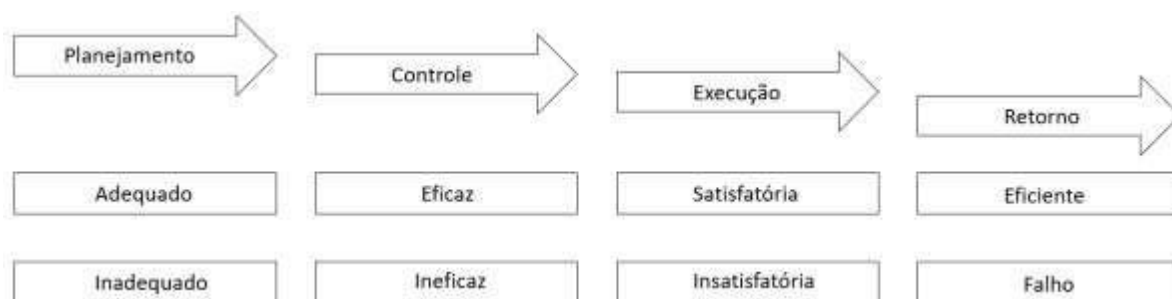 Planejamento
Controle
Execução
Retorno
Adequado
Eficaz
Satisfatória
Eficiente
Inadequado
Ineficaz
Insatisfatória
Falho